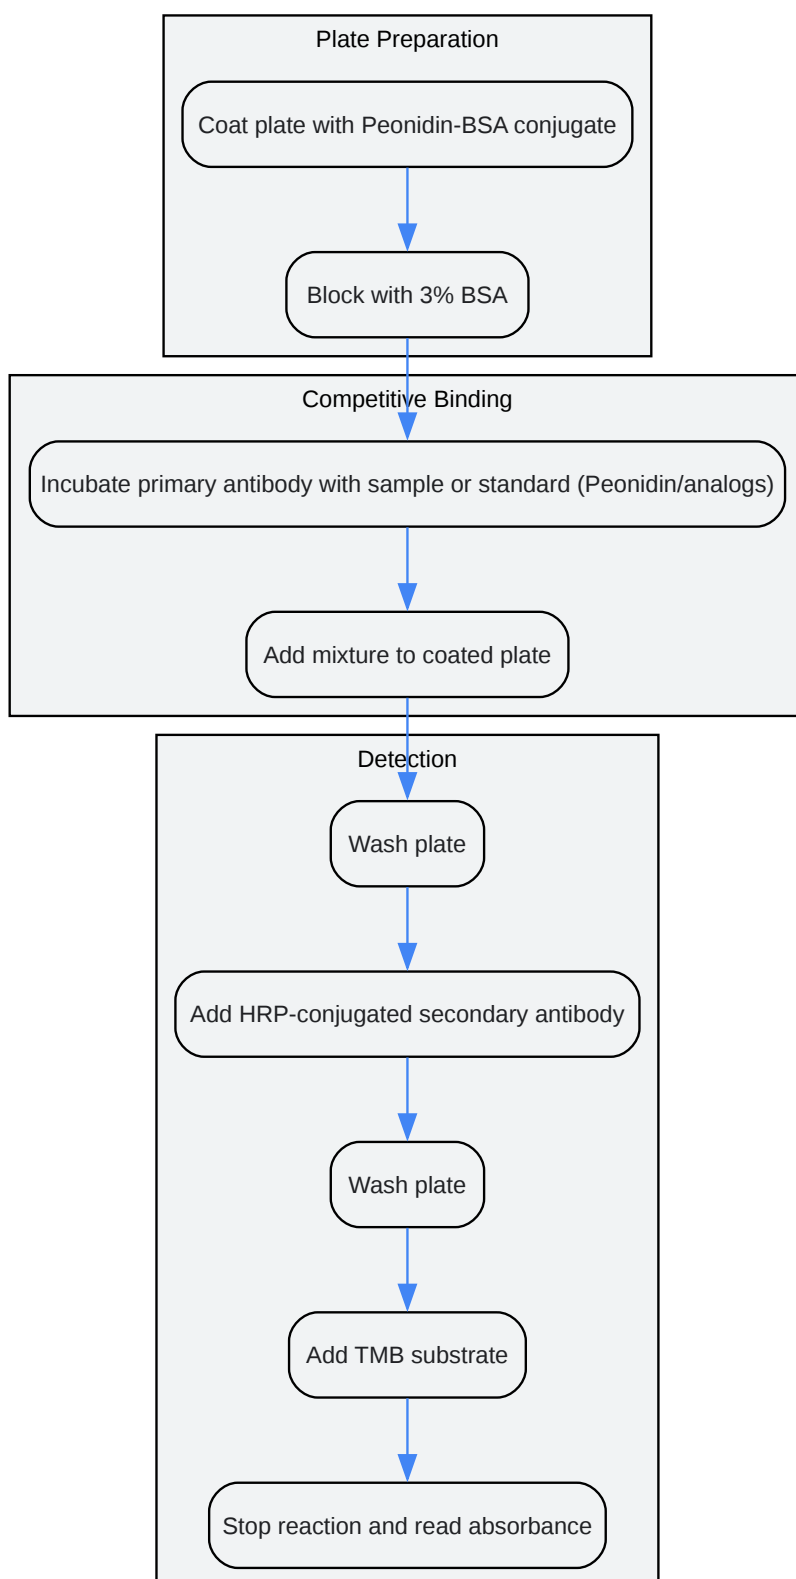 Plate Preparation
Coat plate with Peonidin-BSA conjugate
Block with 3% BSA
Competitive Binding
Incubate primary antibody with sample or standard (Peonidin/analogs)
Add mixture to coated plate
Detection
Wash plate
Add HRP-conjugated secondary antibody
Wash plate
Add TMB substrate
Stop reaction and read absorbance